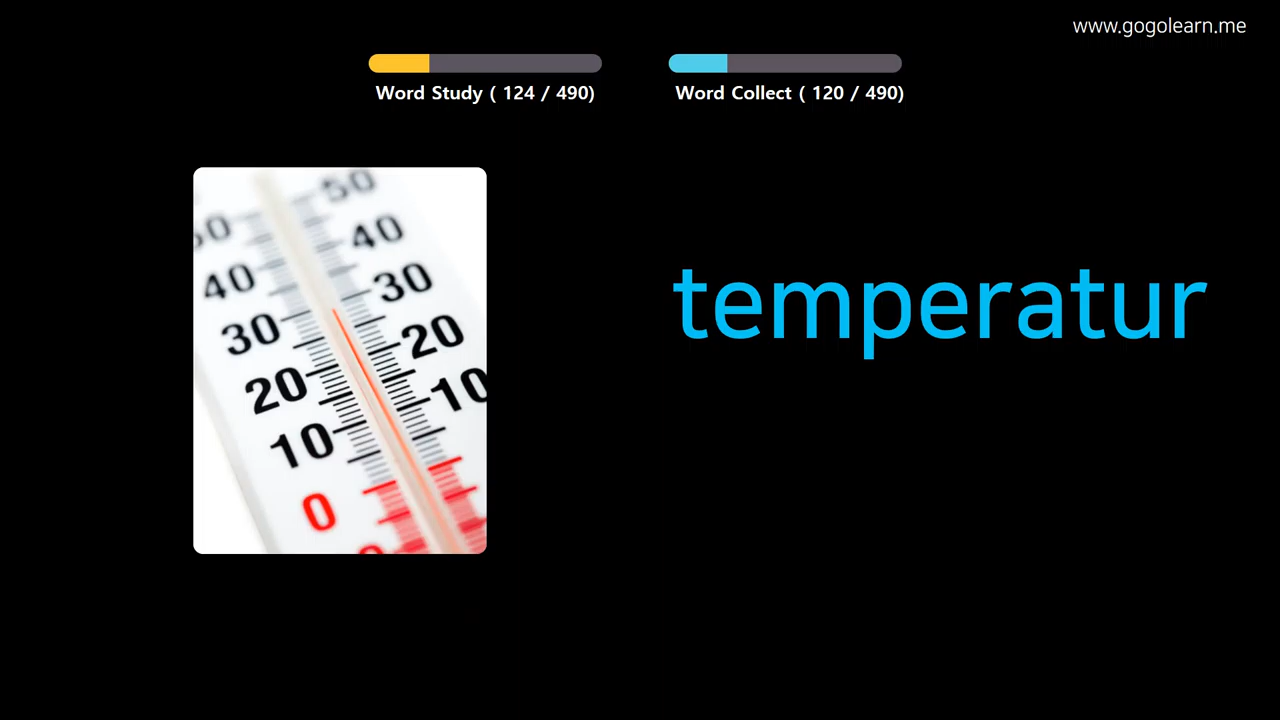 www.gogolearn.me
Word Study ( 124 / 490)
Word Collect ( 120 / 490)
50
40 40
30 30
20 20
10 10
0
temperatur